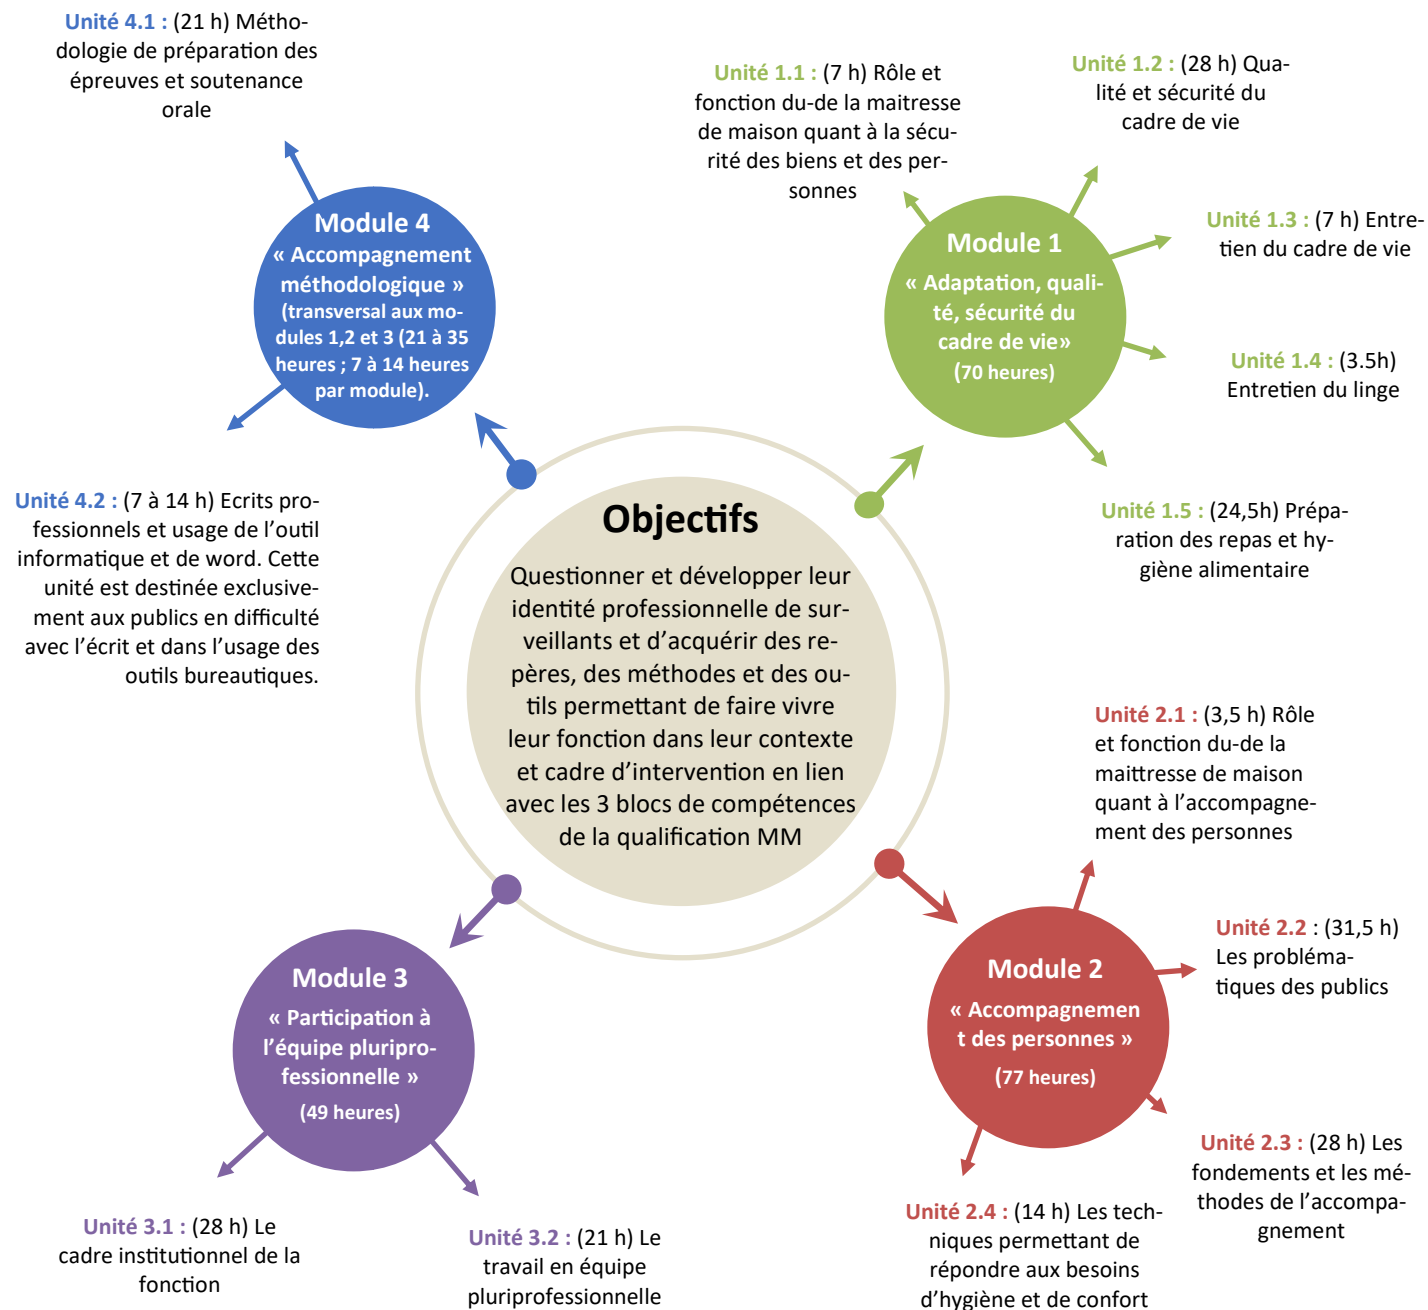 Unité 4.1 : (21 h) Métho-
dologie de préparation des
épreuves et soutenance
orale
Unité 1.1 : (7 h) Rôle et
fonction du-de la maitresse
de maison quant à la sécu-
rité des biens et des per-
sonnes
Unité 1.2 : (28 h) Qua-
lité et sécurité du
cadre de vie
Unité 1.3 : (7 h) Entre-
tien du cadre de vie
Unité 1.4 : (3.5h)
Entretien du linge
Unité 1.5 : (24,5h) Prépa-
ration des repas et hy-
giène alimentaire
Module 4
« Accompagnement
méthodologique »
(transversal aux mo-
dules 1,2 et 3 (21 à 35
heures ; 7 à 14 heures
par module).
Module 1
« Adaptation, quali-
té, sécurité du
cadre de vie»
(70 heures)
Unité 4.2 : (7 à 14 h) Ecrits pro-
fessionnels et usage de l’outil
informatique et de word. Cette
unité est destinée exclusive-
ment aux publics en difficulté
avec l’écrit et dans l’usage des
outils bureautiques.
Objectifs
Questionner et développer leur
identité professionnelle de sur-
veillants et d’acquérir des re-
pères, des méthodes et des ou-
tils permettant de faire vivre
leur fonction dans leur contexte
et cadre d’intervention en lien
avec les 3 blocs de compétences
de la qualification MM
Unité 2.1 : (3,5 h) Rôle
et fonction du-de la
maittresse de maison
quant à l’accompagne-
ment des personnes
Unité 2.2 : (31,5 h)
Les probléma-
tiques des publics
Module 2
« Accompagnemen
t des personnes »
(77 heures)
Unité 2.3 : (28 h) Les
fondements et les mé-
thodes de l’accompa-
gnement
Unité 2.4 : (14 h) Les tech-
niques permettant de
répondre aux besoins
d’hygiène et de confort
Module 3
« Participation à
l’équipe pluripro-
fessionnelle »
(49 heures)
Unité 3.1 : (28 h) Le
cadre institutionnel de la
fonction
Unité 3.2 : (21 h) Le
travail en équipe
pluriprofessionnelle